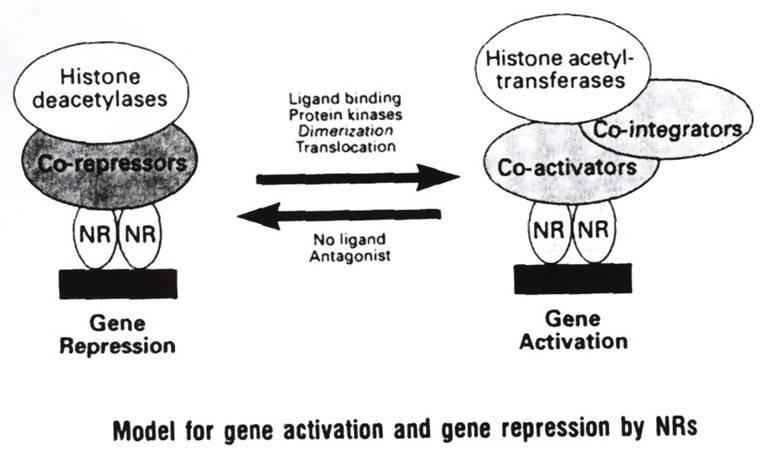 Histone
deacetylases
Co-repressors
NR NR
Gene
Repression
Ligand binding
Protein kinases
Dimerization
Translocation
No ligand
Antagonist
Histone acetyl-
transferases
Co-integrators
Co-activators
NR NR
Gene
Activation
Model for gene activation and gene repression by NRs